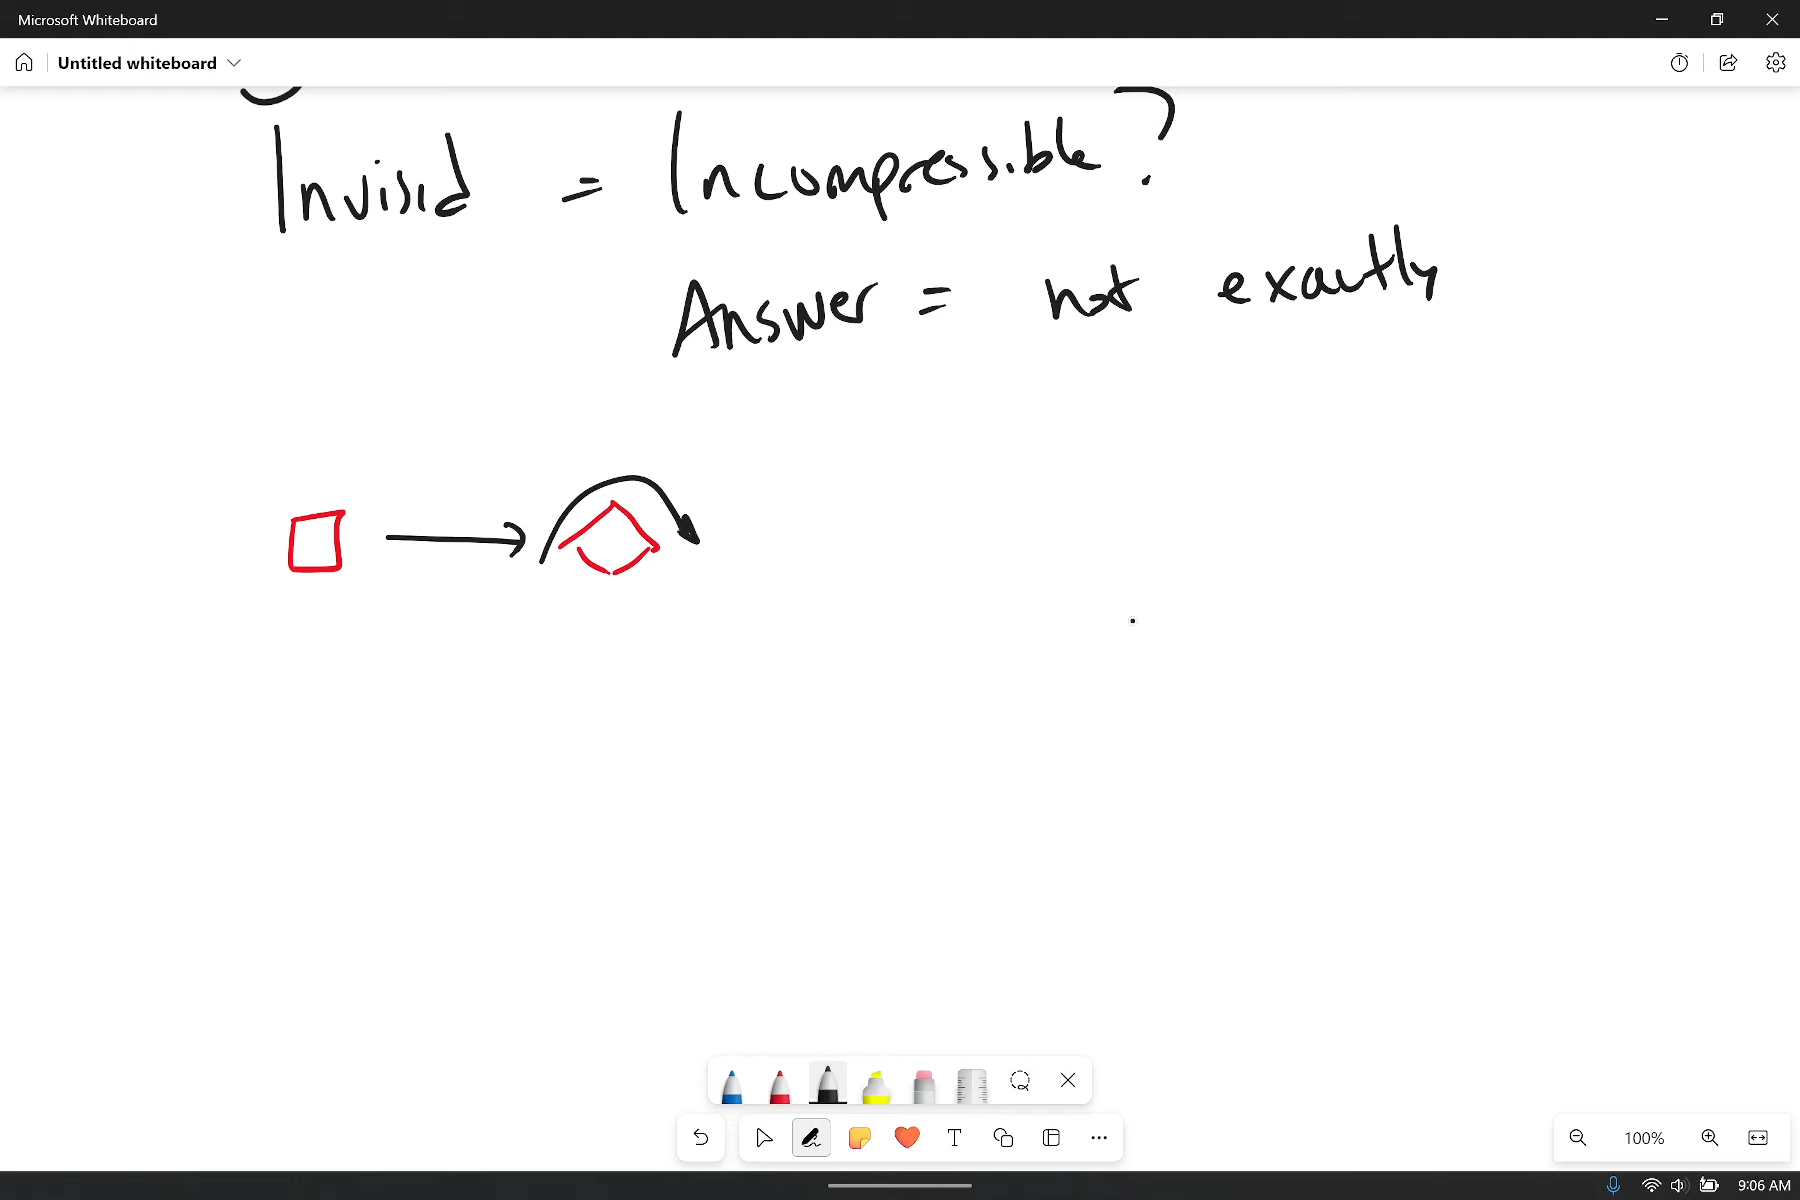 Microsoft Whiteboard
Untitled whiteboard
Invisid = Incompressible?
Answer = not exactly
T
100%
9:06 AM